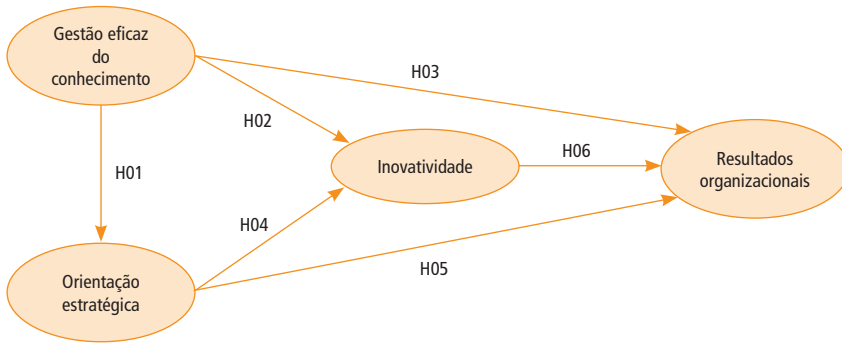 Gestão eficaz
do
conhecimento
H03
H02
H01
Inovatividade
H06
Resultados
organizacionais
H04
H05
Orientação
estratégica